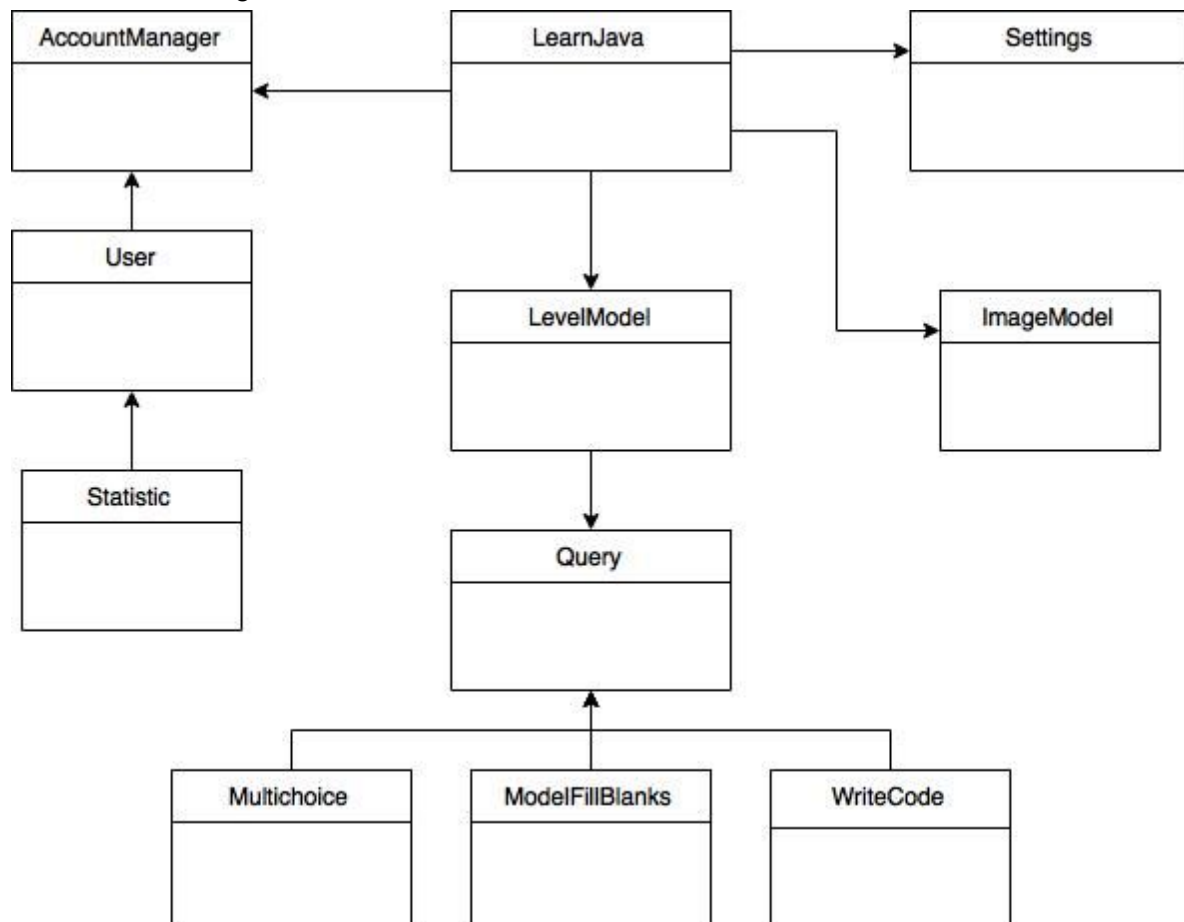 AccountManager
LearnJava
Settings
User
LevelModel
ImageModel
Statistic
Query
Multichoice
ModelFillBlanks
WriteCode